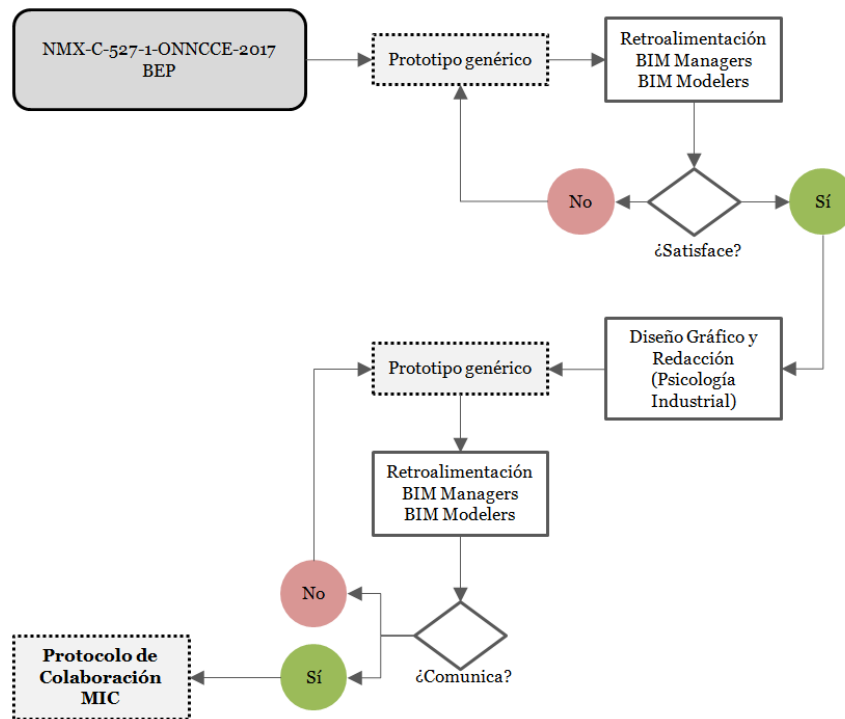 NMX-C-527-1-ONNCCE-2017
BEP
Prototipo genérico
Retroalimentación
BIM Managers
BIM Modelers
No
Sí
¿Satisface?
Diseño Gráfico y
Redacción
(Psicología
Industrial)
Prototipo genérico
Retroalimentación
BIM Managers
BIM Modelers
No
Protocolo de
Colaboración
MIC
Sí
¿Comunica?